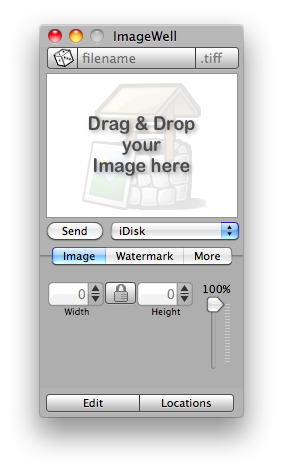 ImageWell
filename .tiff
Drag & Drop
your
Image here
Send iDisk
Image Watermark More
100%
0 0
Width Height
Edit Locations